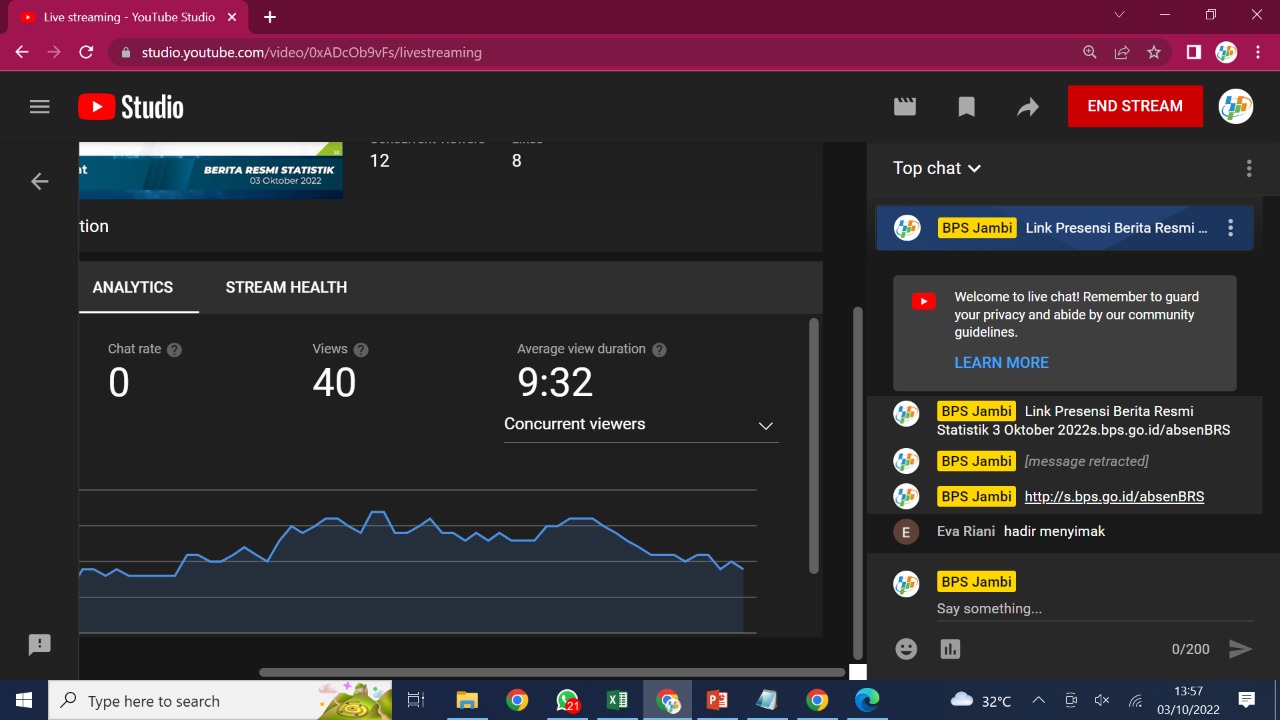 Live streaming - YouTube Studio
studio.youtube.com/video/0xADcOb9vFs/livestreaming
Studio
END STREAM
BERITA RESMI STATISTIK
03 Oktober 2022
12
8
tion
ANALYTICS
STREAM HEALTH
Chat rate ?
Views ?
Average view duration ?
0
40
9:32
Concurrent viewers
Top chat
BPS Jambi Link Presensi Berita Resmi ...
Welcome to live chat! Remember to guard
your privacy and abide by our community
guidelines.
LEARN MORE
BPS Jambi Link Presensi Berita Resmi
Statistik 3 Oktober 2022s.bps.go.id/absenBRS
BPS Jambi [message retracted]
BPS Jambi http://s.bps.go.id/absenBRS
E Eva Riani hadir menyimak
BPS Jambi
Say something...
0/200
Type here to search
21
32°C
13:57
03/10/2022